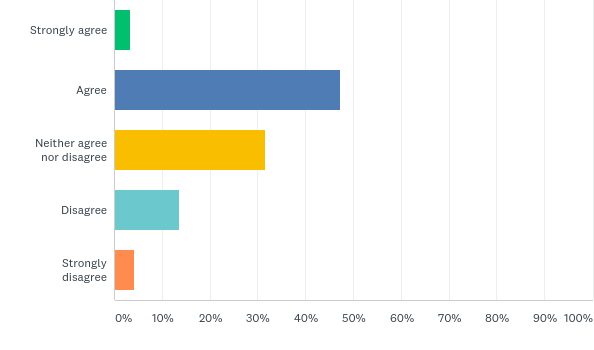 Strongly agree
Agree
Neither agree
nor disagree
Disagree
Strongly
disagree
0% 10% 20% 30% 40% 50% 60% 70% 80% 90% 100%